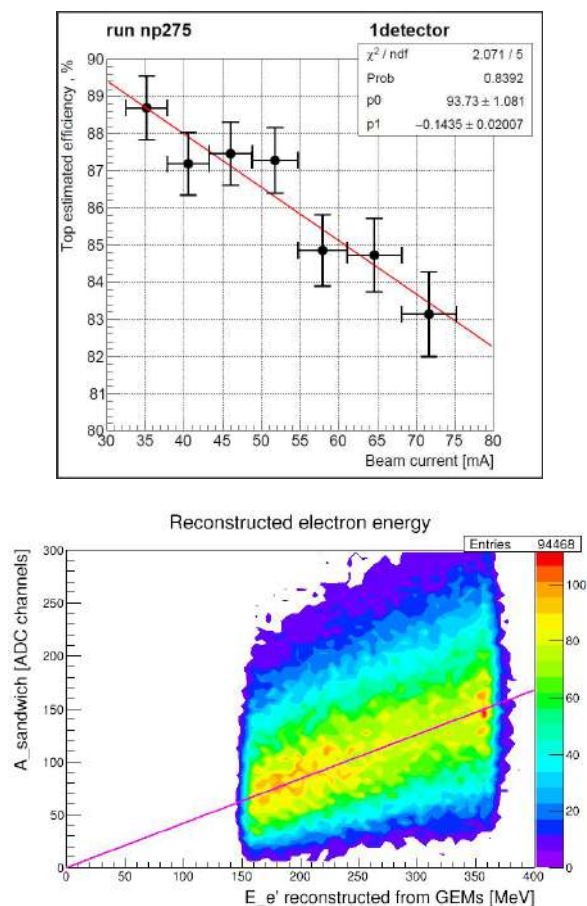 run np275 1detector
χ² / ndf 2.071 / 5
Prob 0.8392
p0 93.73 ± 1.081
p1 −0.1435 ± 0.02007
Top estimated efficiency , %
90
89
88
87
86
85
84
83
82
81
80
30 35 40 45 50 55 60 65 70 75 80
Beam current [mA]
Reconstructed electron energy
Entries 94468
A_sandwich [ADC channels]
300
250
200
150
100
50
0
0 50 100 150 200 250 300 350 400
E_e' reconstructed from GEMs [MeV]
100
80
60
40
20
0